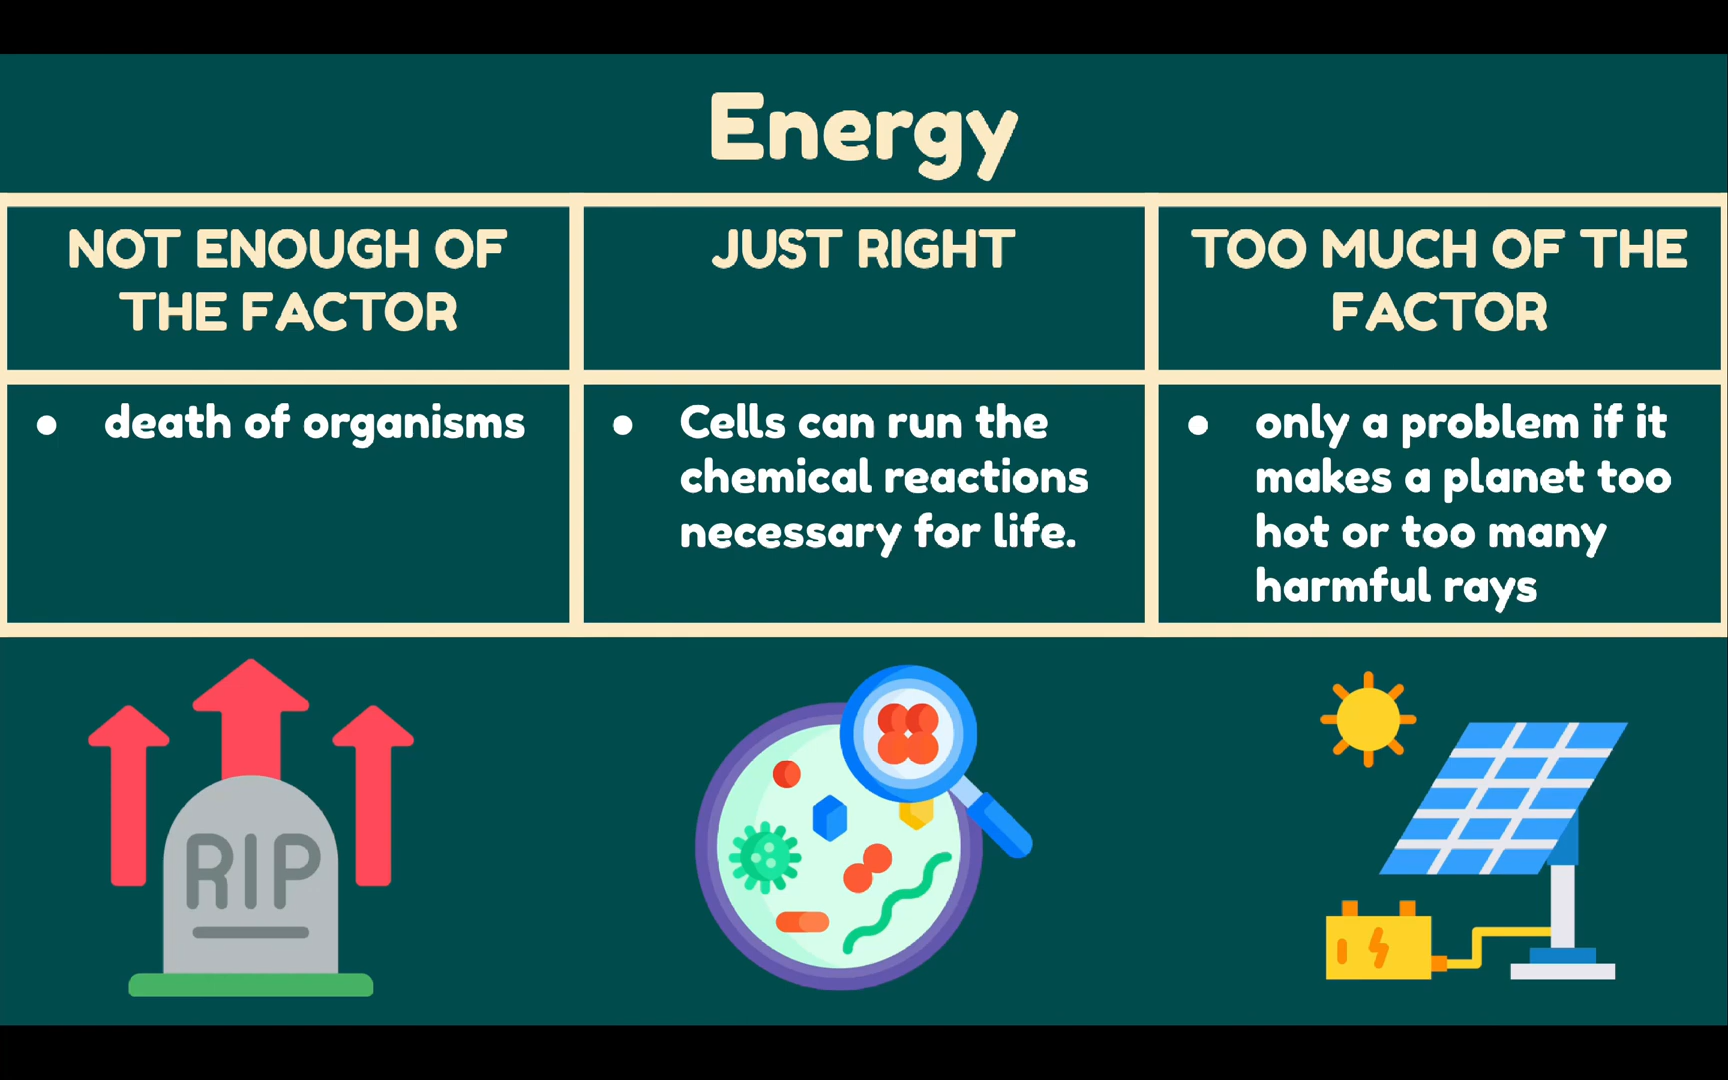 Energy
NOT ENOUGH OF
THE FACTOR
JUST RIGHT
TOO MUCH OF THE
FACTOR
● death of organisms
● Cells can run the
chemical reactions
necessary for life.
● only a problem if it
makes a planet too
hot or too many
harmful rays
RIP